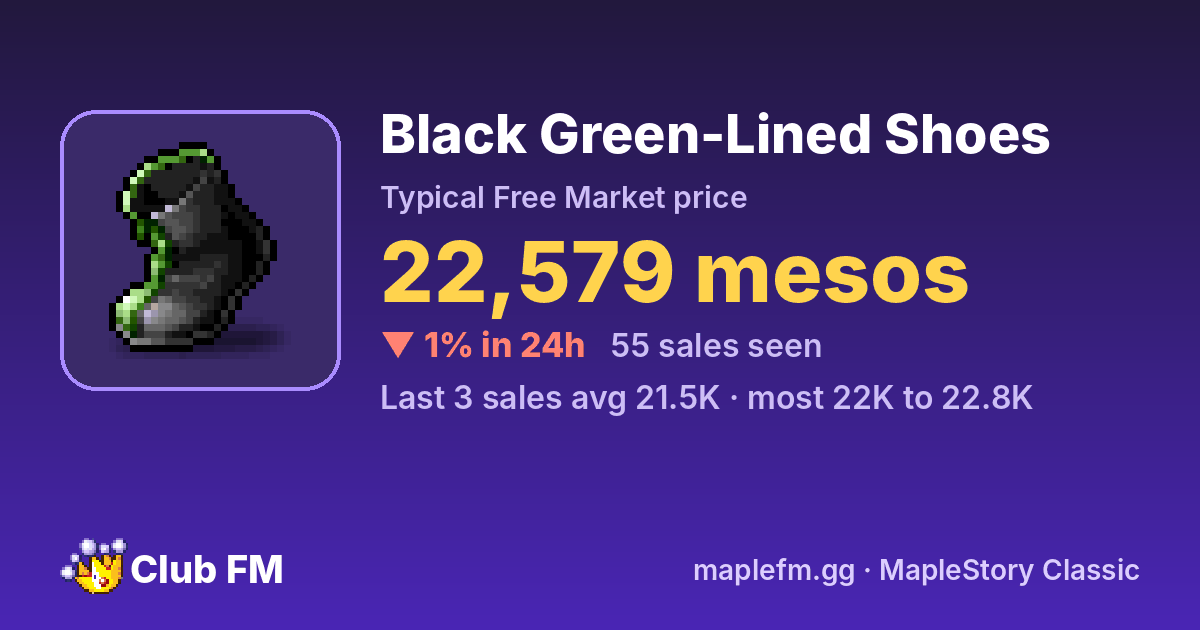 Black Green-Lined Shoes
Typical Free Market price
22,579 mesos
▼ 1% in 24h 55 sales seen
Last 3 sales avg 21.5K · most 22K to 22.8K
Club FM
maplefm.gg · MapleStory Classic